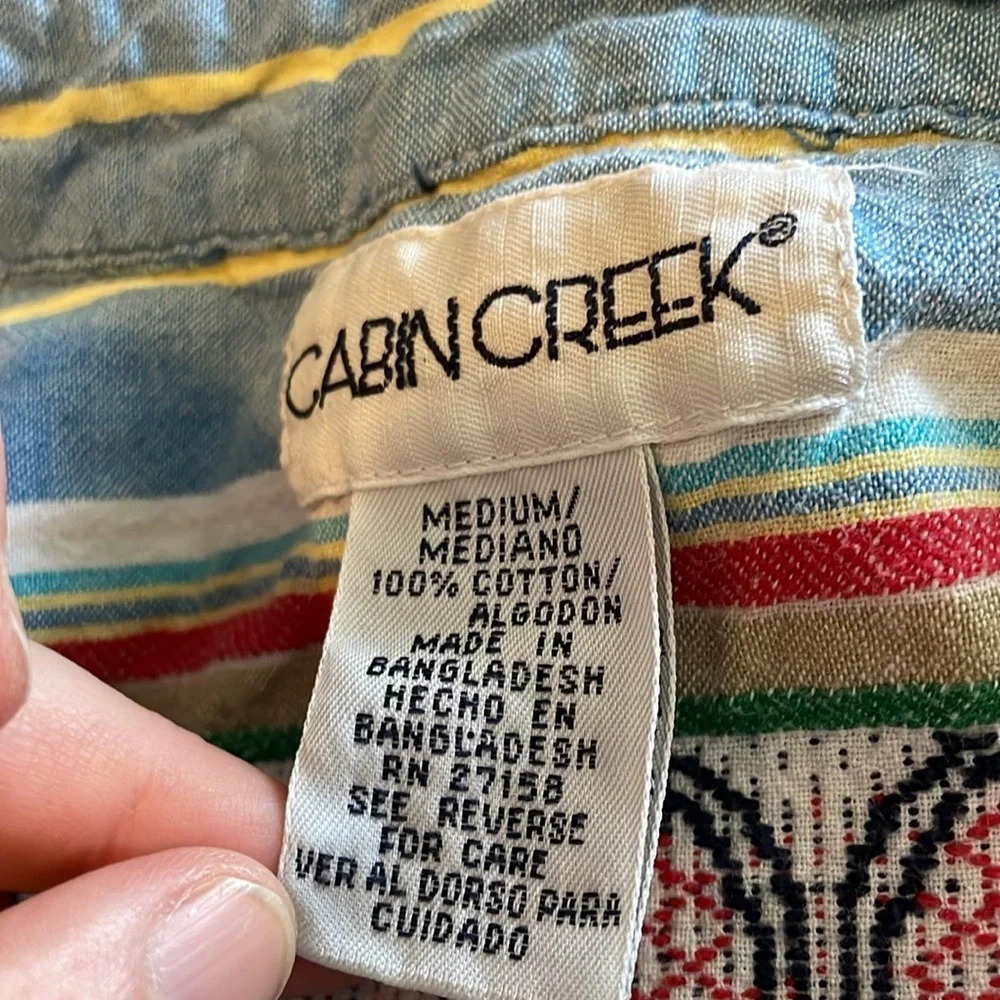 CABIN CREEK®
MEDIUM/
MEDIANO
100% COTTON/
ALGODON
MADE IN
BANGLADESH
HECHO EN
BANGLADESH
RN 27158
SEE REVERSE
FOR CARE
VER AL DORSO PARA
CUIDADO